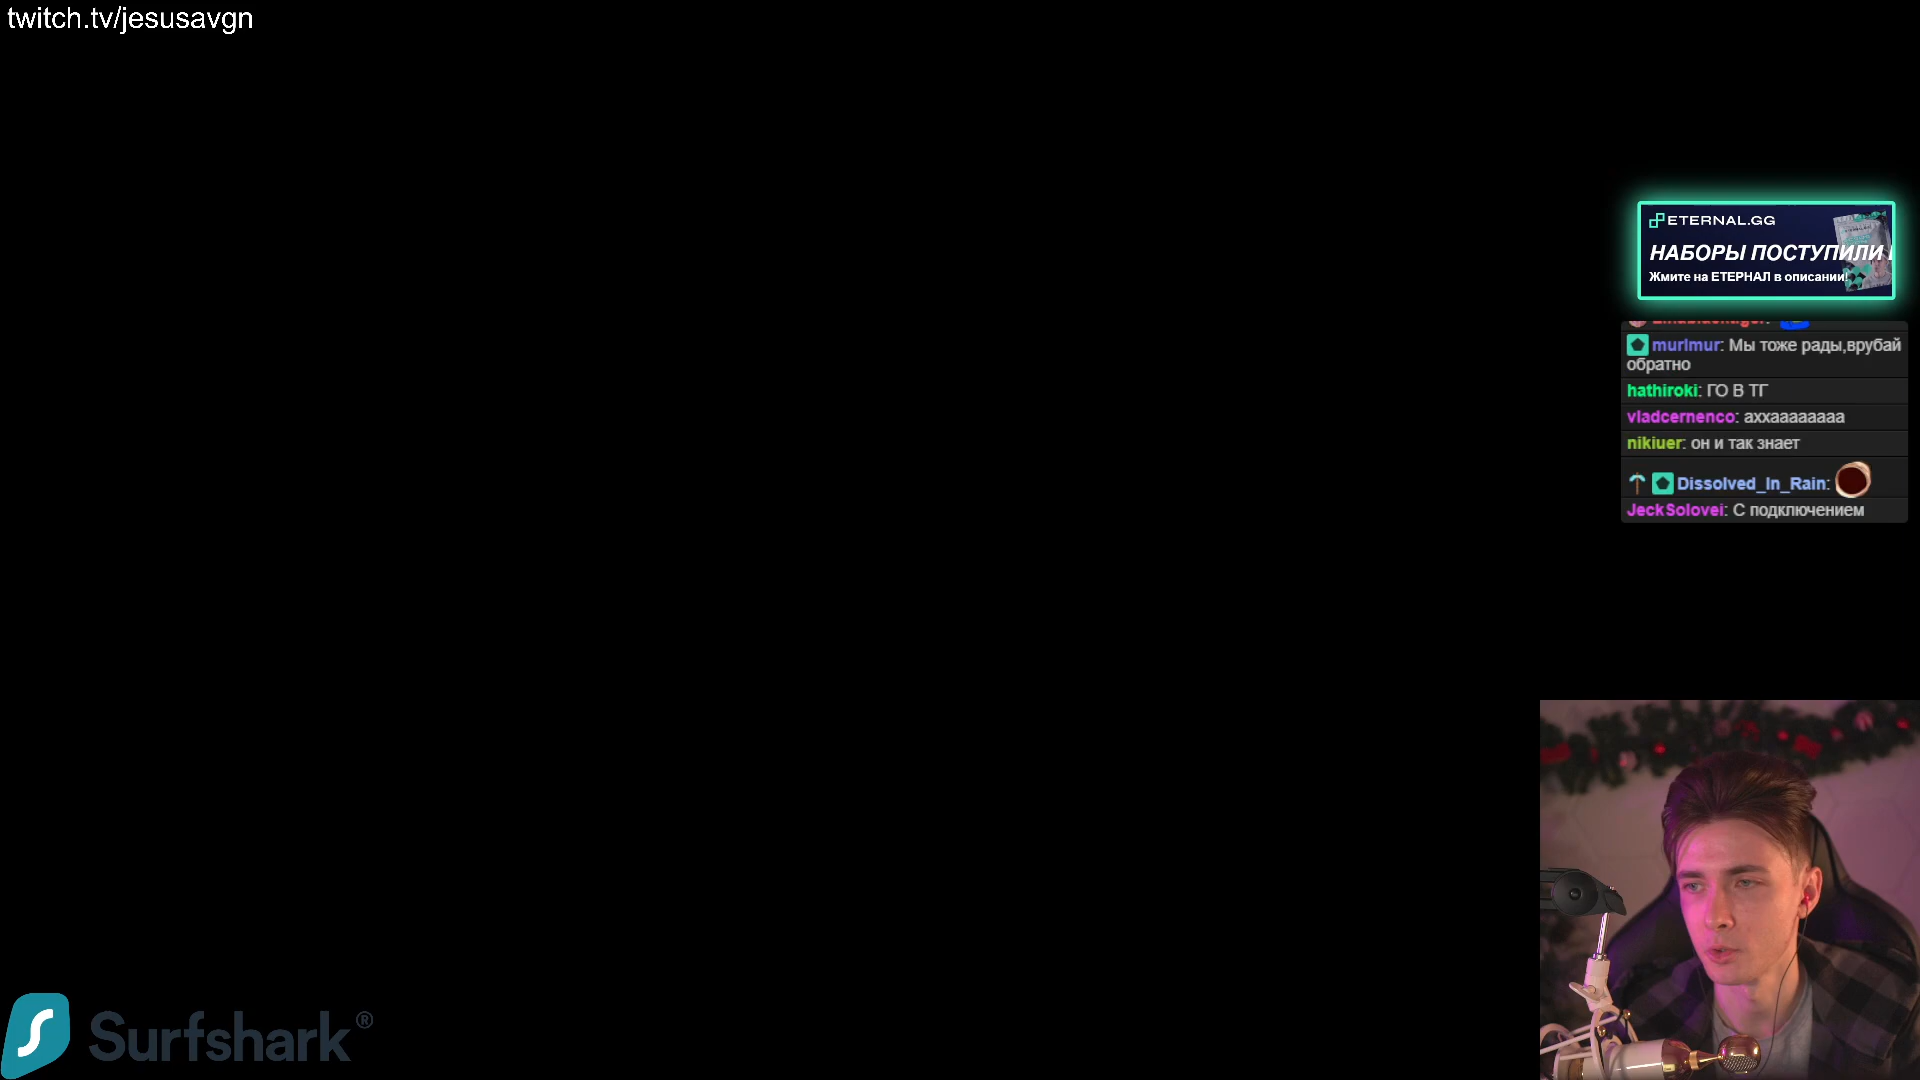 twitch.tv/jesusavgn
ETERNAL.GG
НАБОРЫ ПОСТУПИЛИ
Жмите на ЕТЕРНАЛ в описании!
murlmur: Мы тоже рады,врубай
обратно
hathiroki: ГО В ТГ
vladcernenco: аххаааааааа
nikiuer: он и так знает
Dissolved_In_Rain:
JeckSolovei: С подключением
Surfshark®